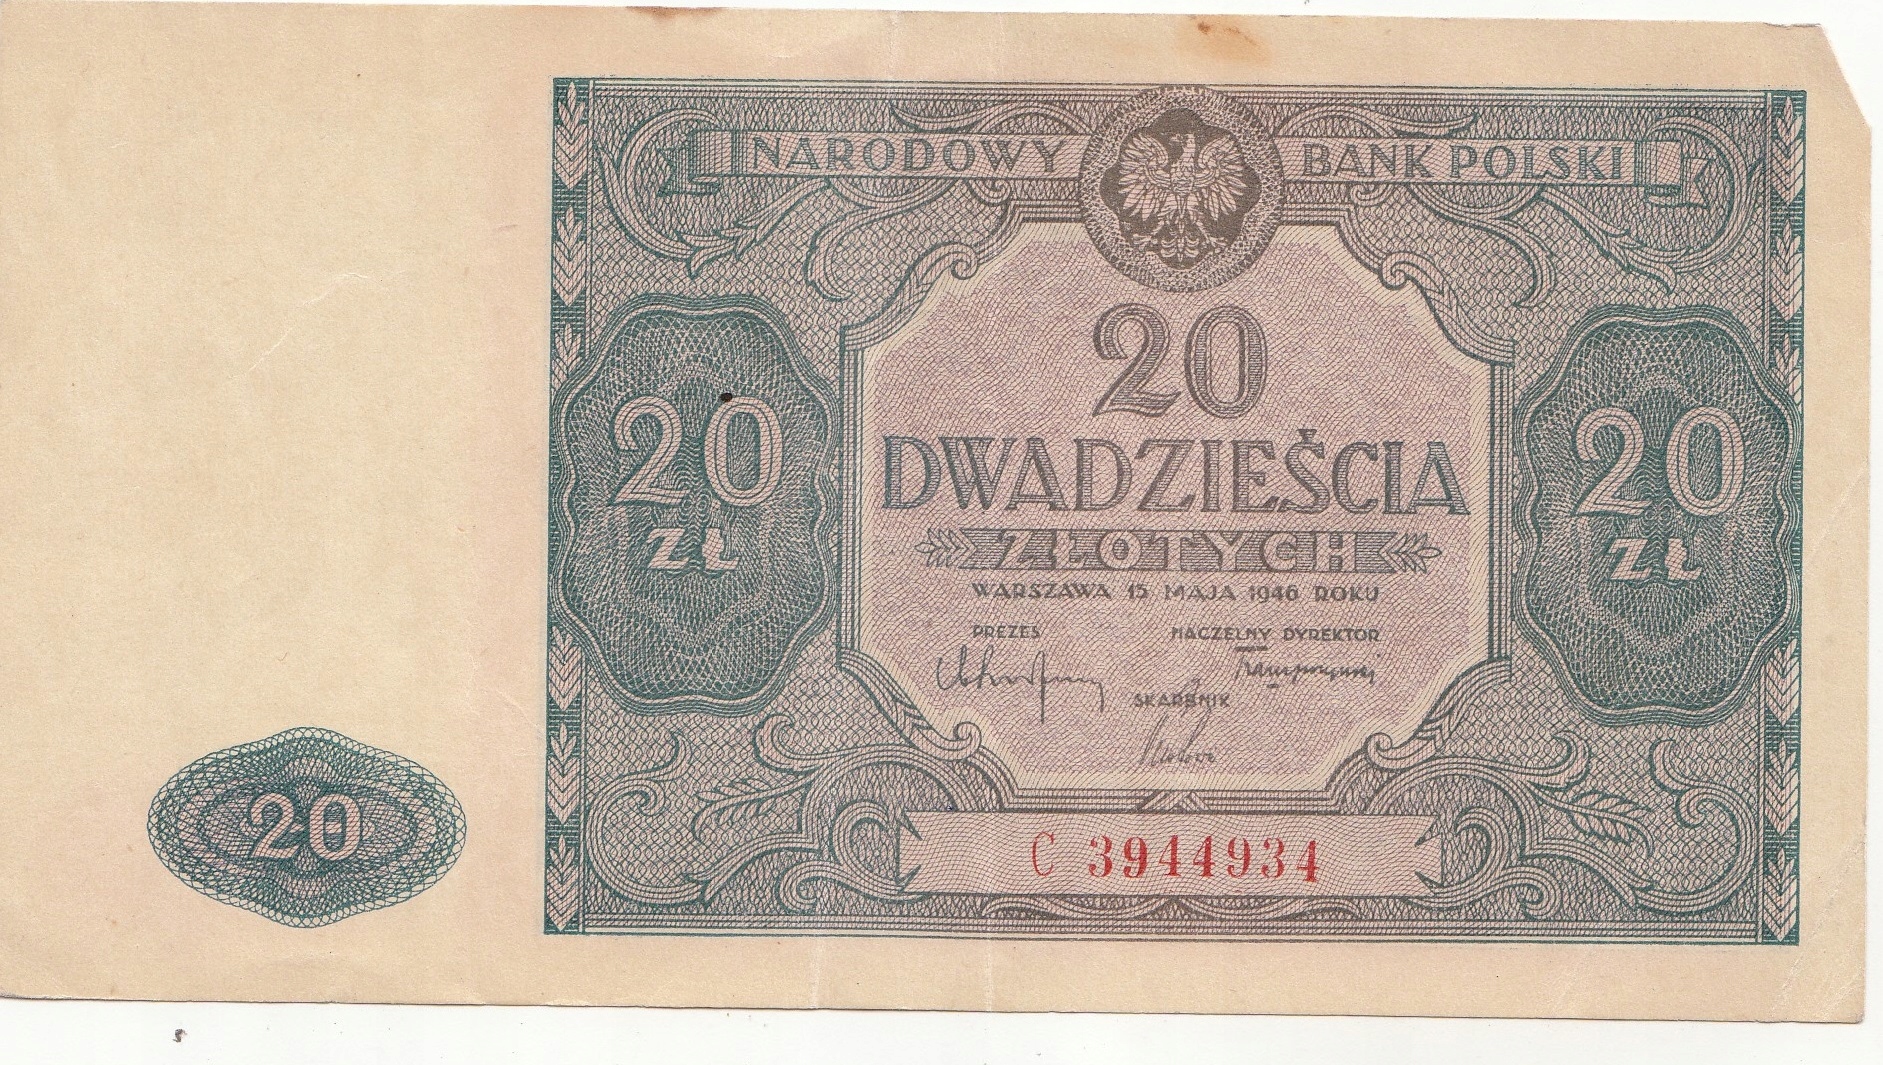 NARODOWY BANK POLSKI
20
DWADZIEŚCIA
20 zł
20 zł
ZŁOTYCH
WARSZAWA 15 MAJA 1946 ROKU
PREZES NACZELNY DYREKTOR
SKARBNIK
20
C 3944934